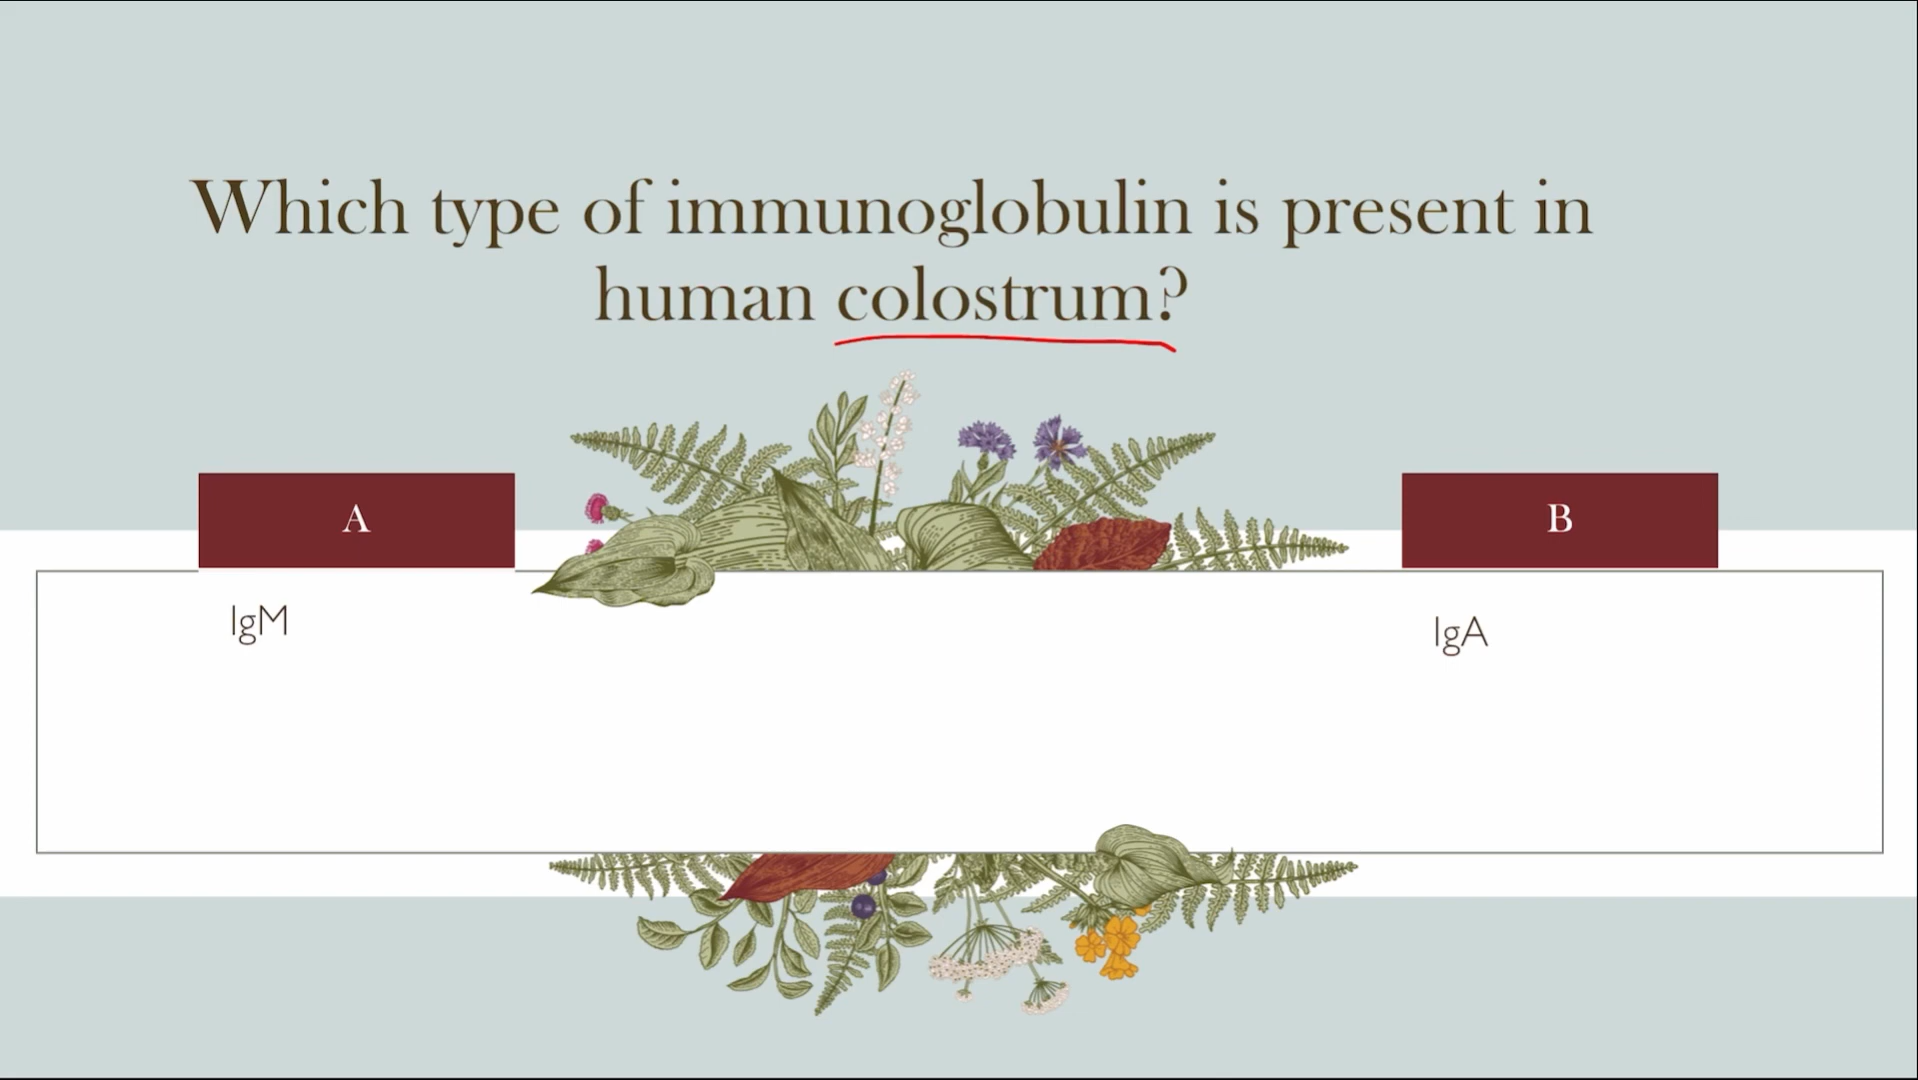 Which type of immunoglobulin is present in
human colostrum?
A
B
IgM
IgA